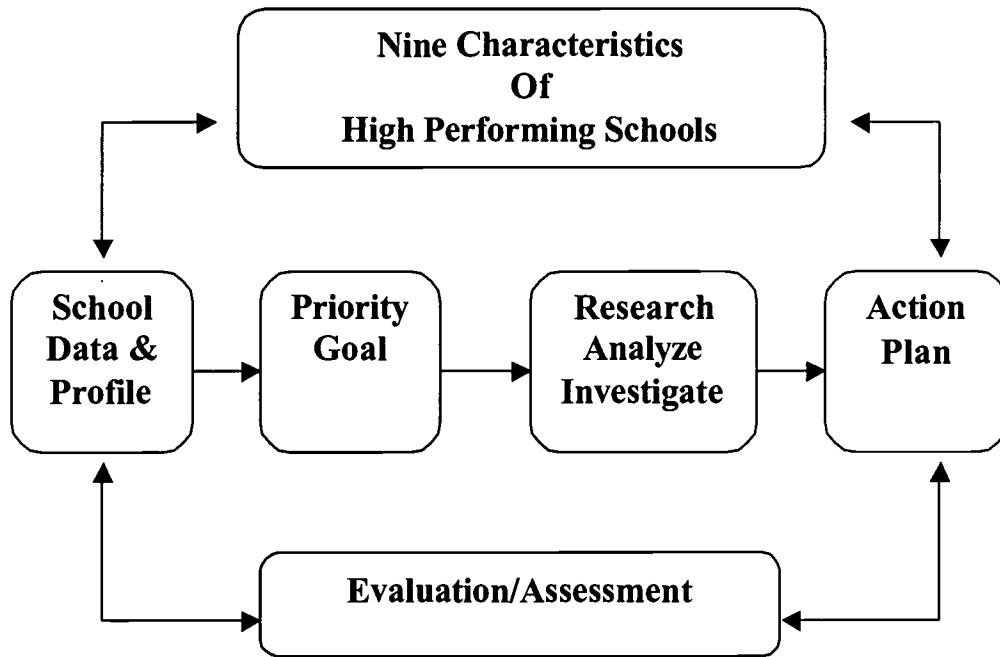 Nine Characteristics
Of
High Performing Schools
School
Data &
Profile
Priority
Goal
Research
Analyze
Investigate
Action
Plan
Evaluation/Assessment